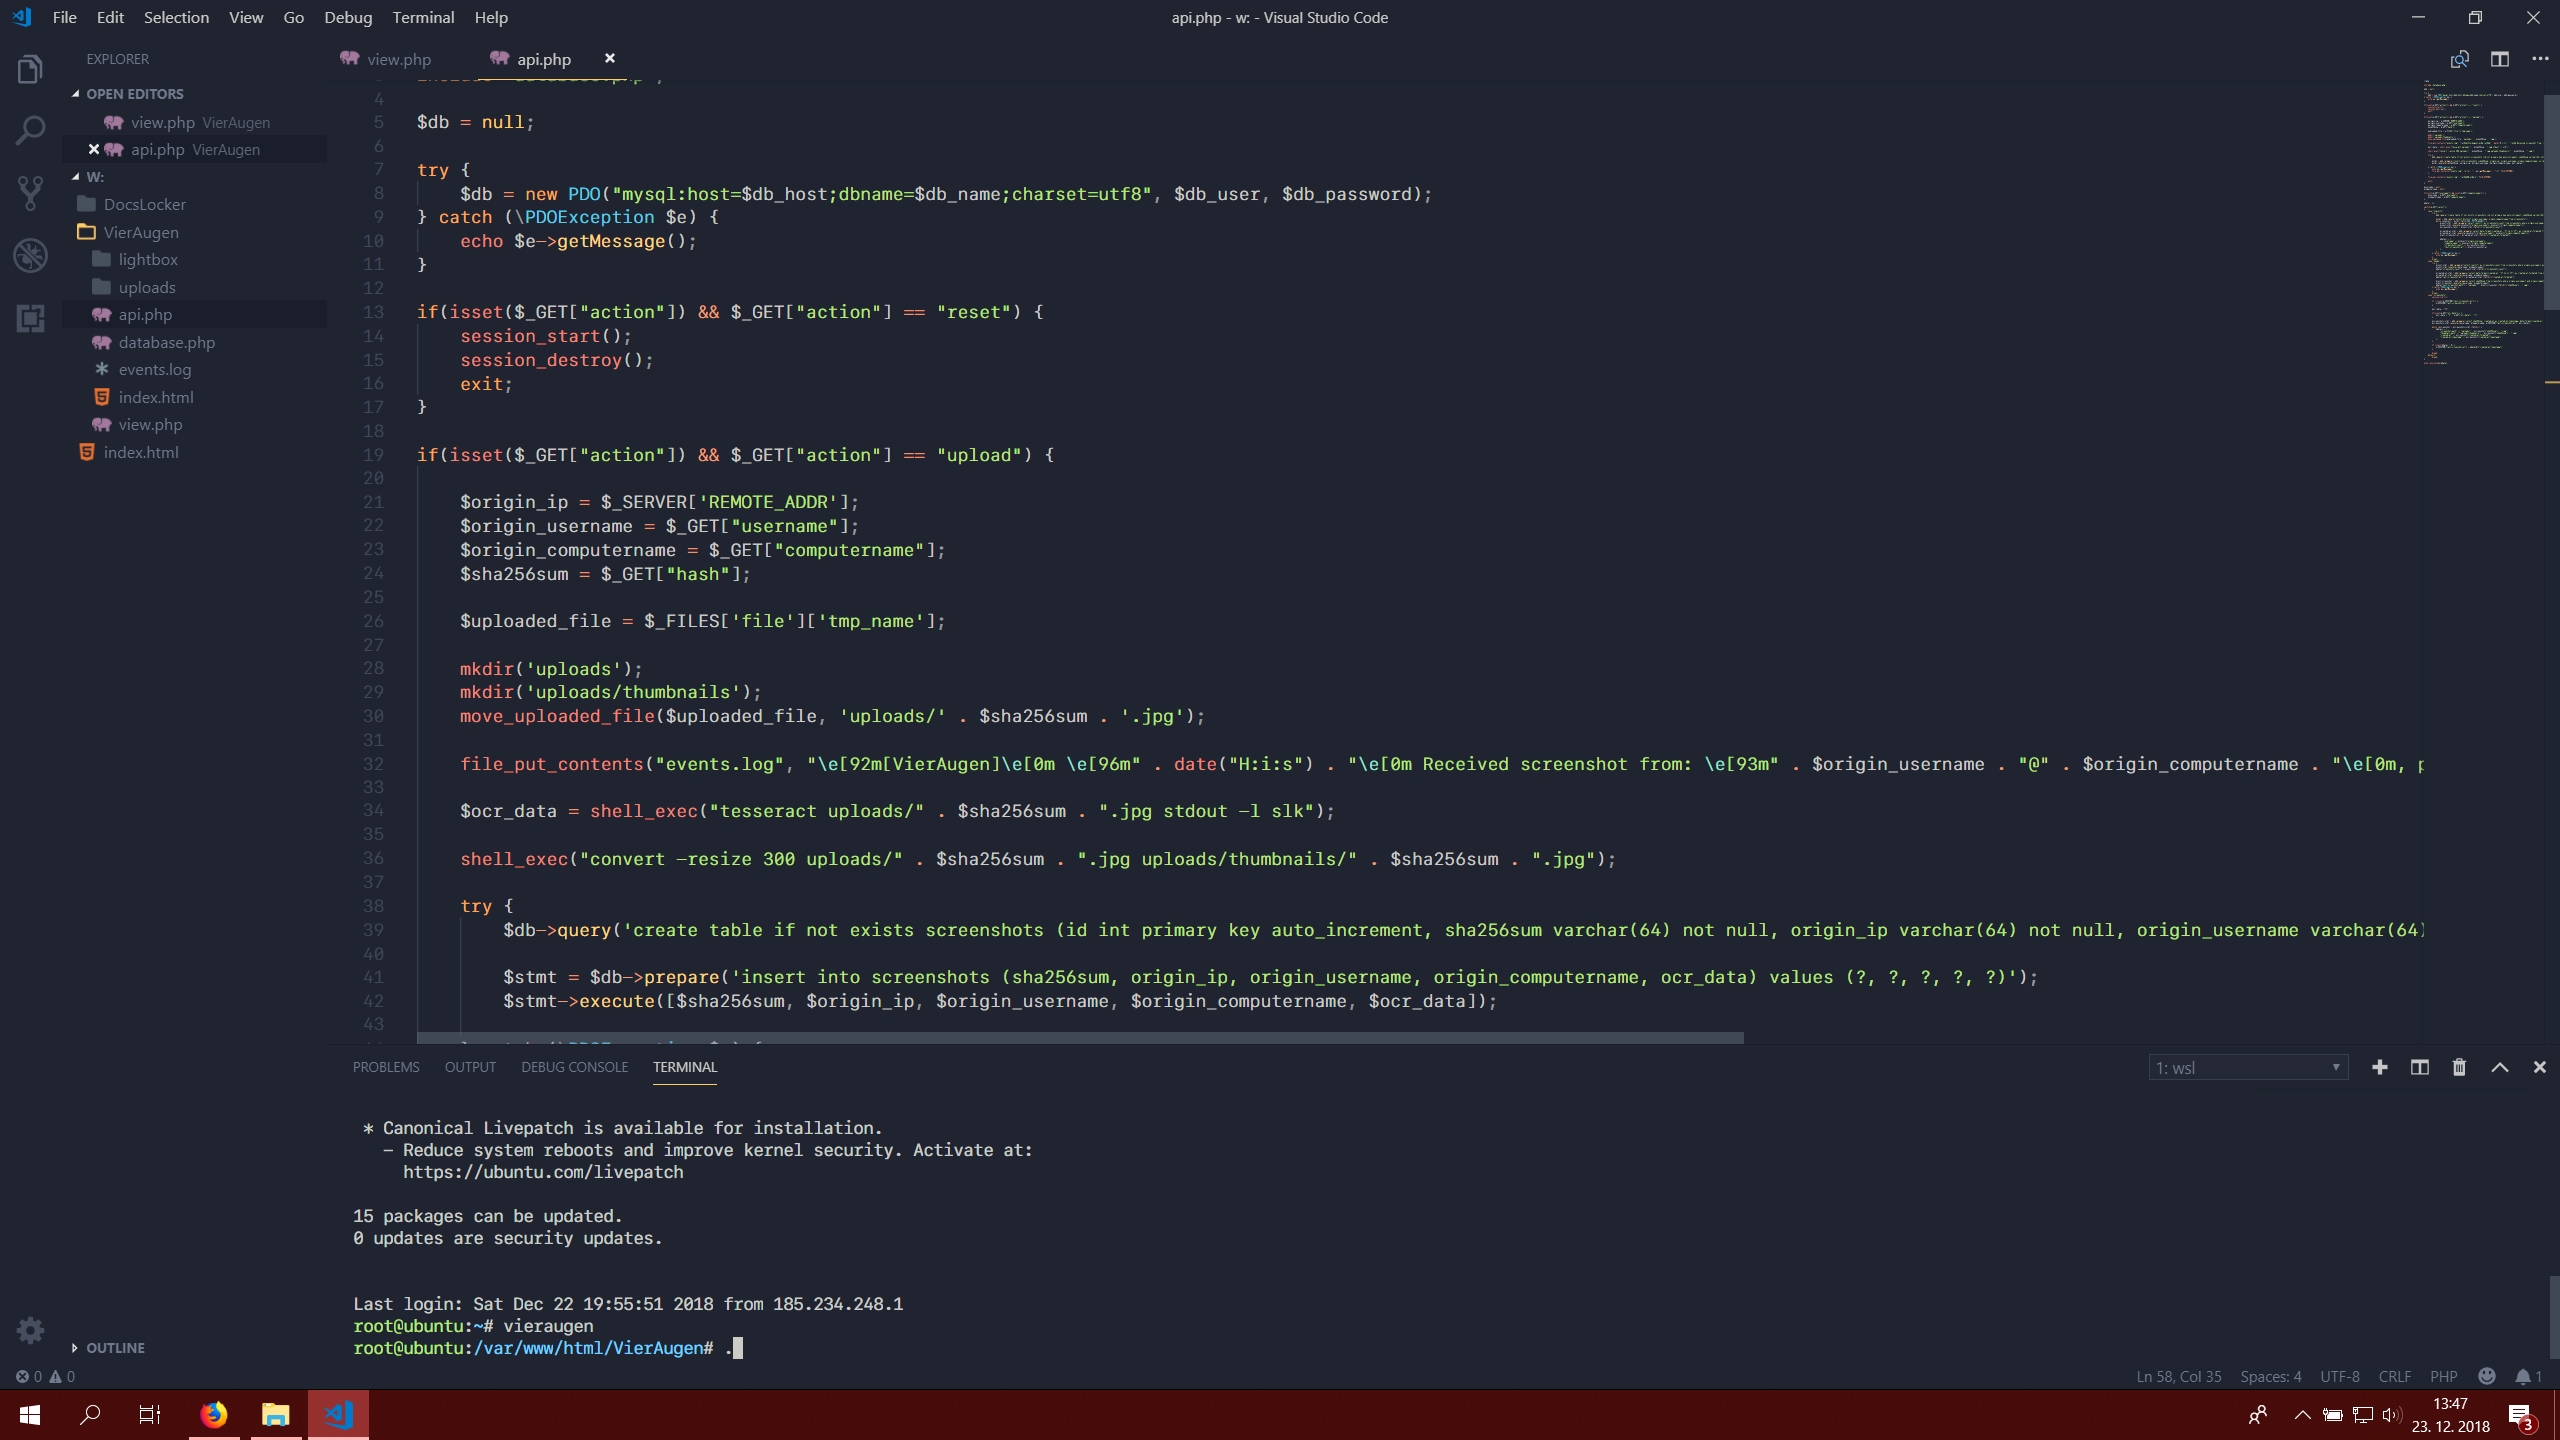 File Edit Selection View Go Debug Terminal Help
api.php - w: - Visual Studio Code
EXPLORER
OPEN EDITORS
view.php VierAugen
api.php VierAugen
W:
DocsLocker
VierAugen
lightbox
uploads
api.php
database.php
events.log
index.html
view.php
index.html
OUTLINE
view.php api.php
4
5 $db = null;
6
7 try {
8 $db = new PDO("mysql:host=$db_host;dbname=$db_name;charset=utf8", $db_user, $db_password);
9 } catch (\PDOException $e) {
10 echo $e->getMessage();
11 }
12
13 if(isset($_GET["action"]) && $_GET["action"] == "reset") {
14 session_start();
15 session_destroy();
16 exit;
17 }
18
19 if(isset($_GET["action"]) && $_GET["action"] == "upload") {
20
21 $origin_ip = $_SERVER['REMOTE_ADDR'];
22 $origin_username = $_GET["username"];
23 $origin_computername = $_GET["computername"];
24 $sha256sum = $_GET["hash"];
25
26 $uploaded_file = $_FILES['file']['tmp_name'];
27
28 mkdir('uploads');
29 mkdir('uploads/thumbnails');
30 move_uploaded_file($uploaded_file, 'uploads/' . $sha256sum . '.jpg');
31
32 file_put_contents("events.log", "\e[92m[VierAugen]\e[0m \e[96m" . date("H:i:s") . "\e[0m Received screenshot from: \e[93m" . $origin_username . "@" . $origin_computername . "\e[0m, p
33
34 $ocr_data = shell_exec("tesseract uploads/" . $sha256sum . ".jpg stdout -l slk");
35
36 shell_exec("convert -resize 300 uploads/" . $sha256sum . ".jpg uploads/thumbnails/" . $sha256sum . ".jpg");
37
38 try {
39 $db->query('create table if not exists screenshots (id int primary key auto_increment, sha256sum varchar(64) not null, origin_ip varchar(64) not null, origin_username varchar(64)
40
41 $stmt = $db->prepare('insert into screenshots (sha256sum, origin_ip, origin_username, origin_computername, ocr_data) values (?, ?, ?, ?, ?)');
42 $stmt->execute([$sha256sum, $origin_ip, $origin_username, $origin_computername, $ocr_data]);
43
PROBLEMS OUTPUT DEBUG CONSOLE TERMINAL
1: wsl
* Canonical Livepatch is available for installation.
- Reduce system reboots and improve kernel security. Activate at:
https://ubuntu.com/livepatch
15 packages can be updated.
0 updates are security updates.
Last login: Sat Dec 22 19:55:51 2018 from 185.234.248.1
root@ubuntu:~# vieraugen
root@ubuntu:/var/www/html/VierAugen# .
0 0
Ln 58, Col 35 Spaces: 4 UTF-8 CRLF PHP 1
13:47
23. 12. 2018
3